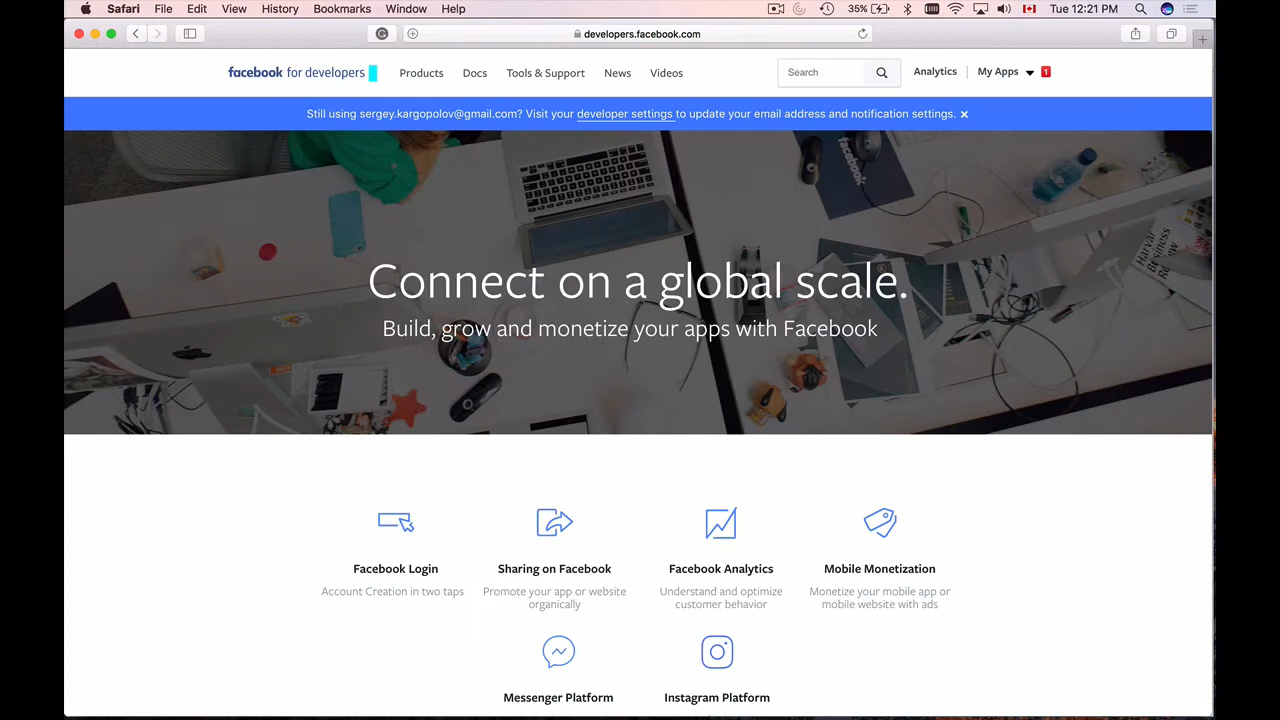 Safari File Edit View History Bookmarks Window Help 35% Tue 12:21 PM
developers.facebook.com
facebook for developers Products Docs Tools & Support News Videos Search Analytics My Apps 1
Still using sergey.kargopolov@gmail.com? Visit your developer settings to update your email address and notification settings. ×
facebook
Harvard
Business
Connect on a global scale.
Build, grow and monetize your apps with Facebook
Facebook Login Sharing on Facebook Facebook Analytics Mobile Monetization
Account Creation in two taps Promote your app or website Understand and optimize Monetize your mobile app or
organically customer behavior mobile website with ads
Messenger Platform Instagram Platform